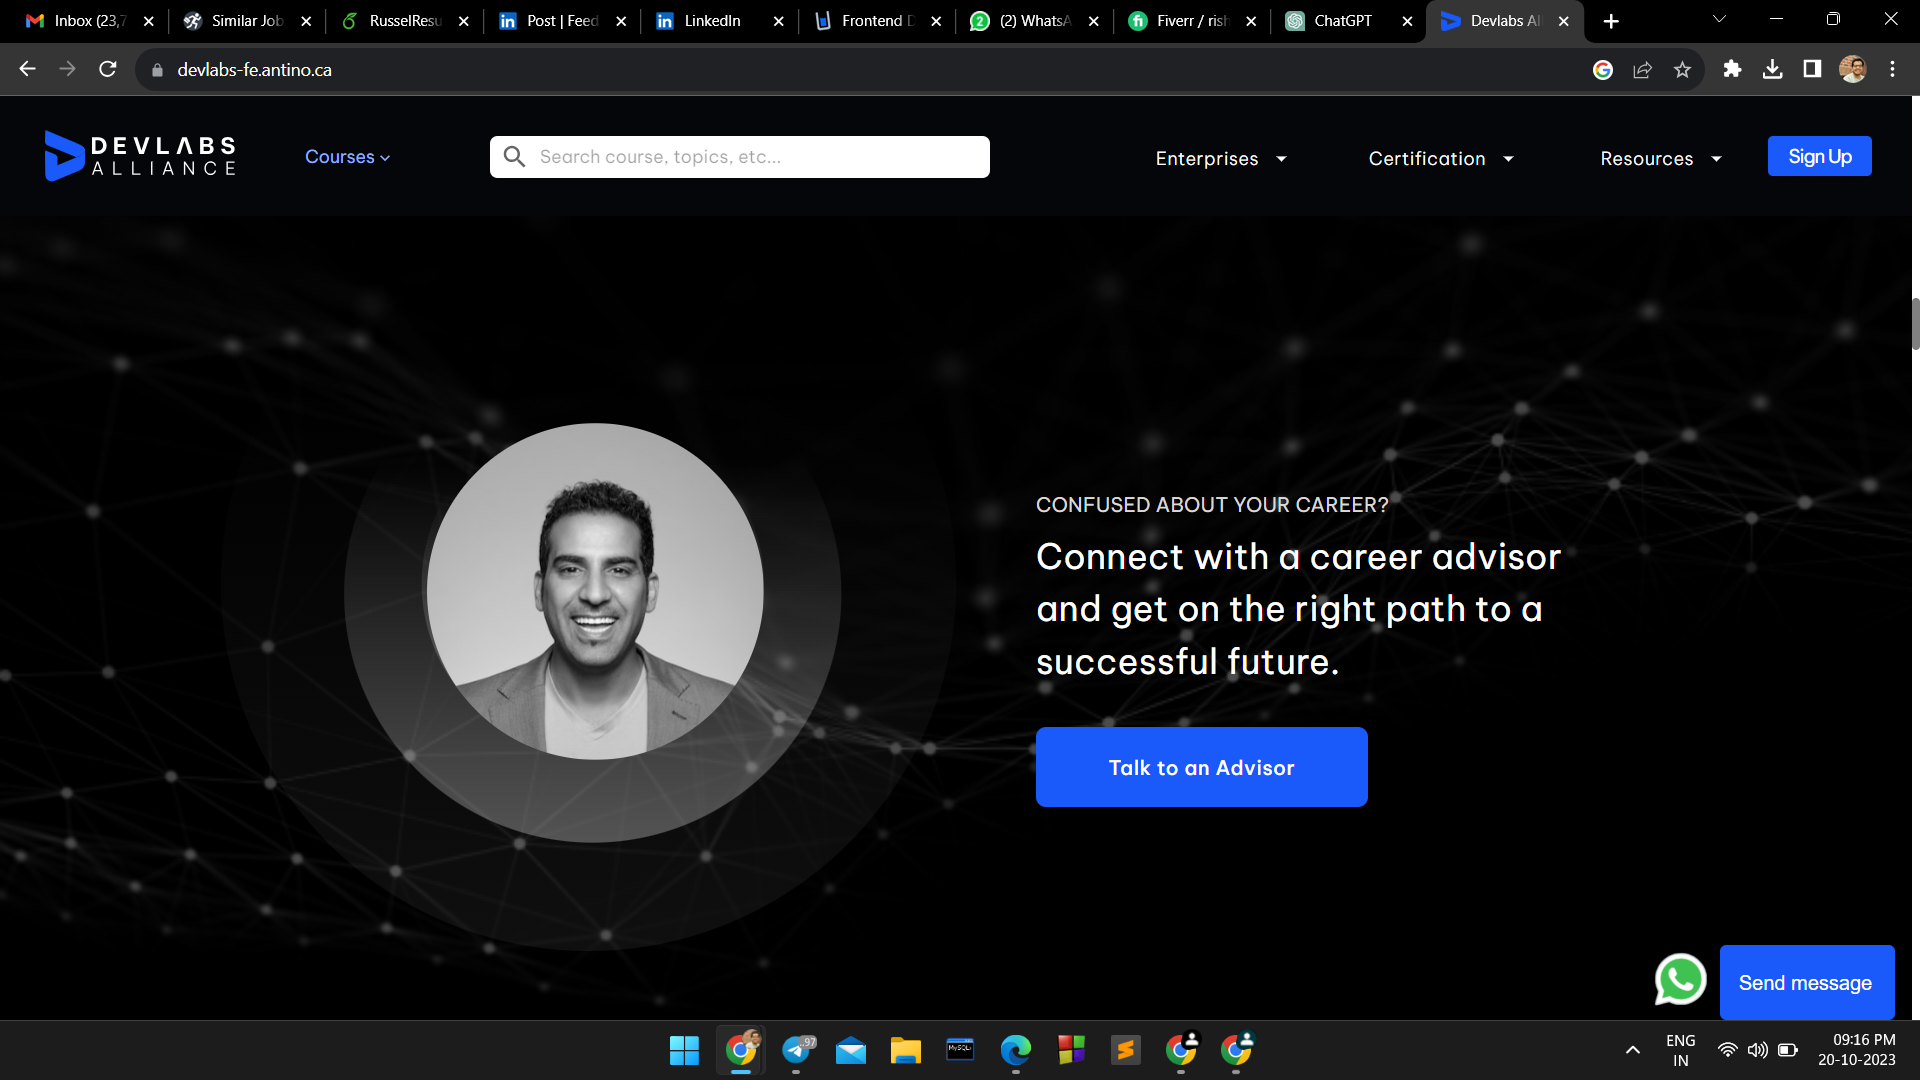 Inbox (23,7
Similar Job
RusselResu
Post | Feed
LinkedIn
Frontend D
(2) WhatsA
Fiverr / rish
ChatGPT
Devlabs All
devlabs-fe.antino.ca
DEVLABS
ALLIANCE
Courses
Search course, topics, etc...
Enterprises
Certification
Resources
Sign Up
CONFUSED ABOUT YOUR CAREER?
Connect with a career advisor
and get on the right path to a
successful future.
Talk to an Advisor
Send message
97
MySQL
ENG
IN
09:16 PM
20-10-2023